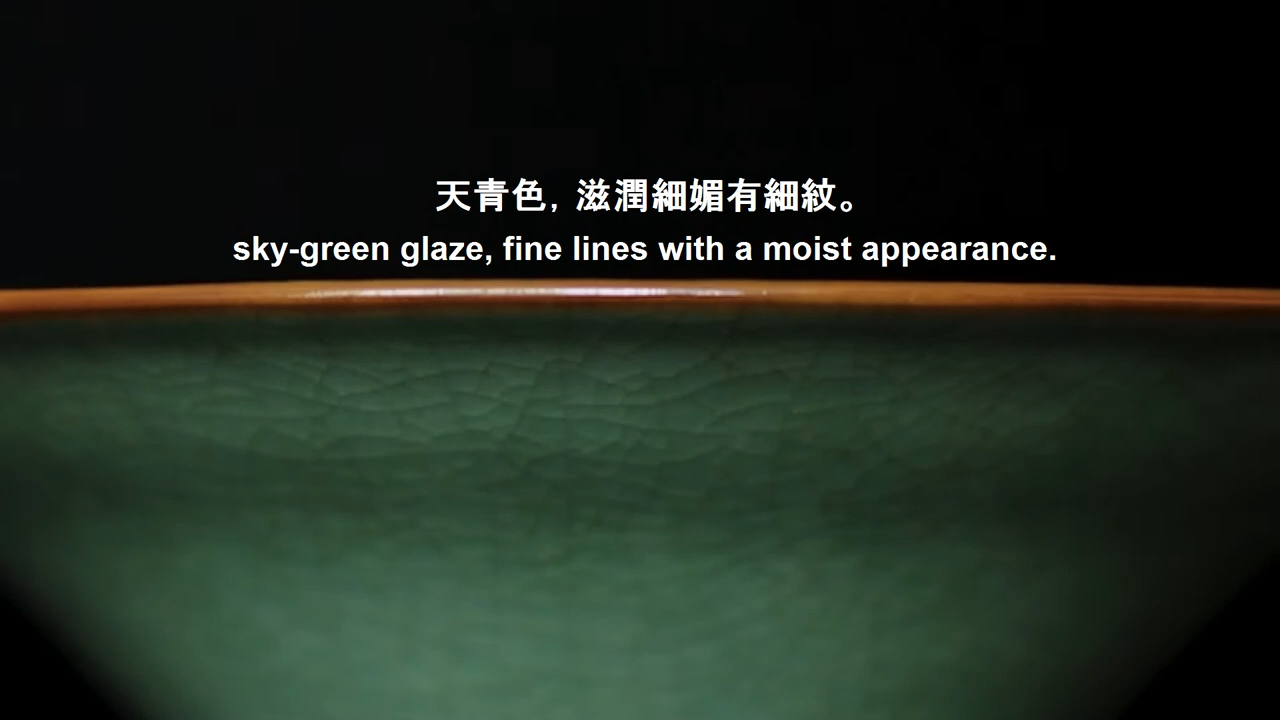 天青色，滋潤細媚有細紋。
sky-green glaze, fine lines with a moist appearance.